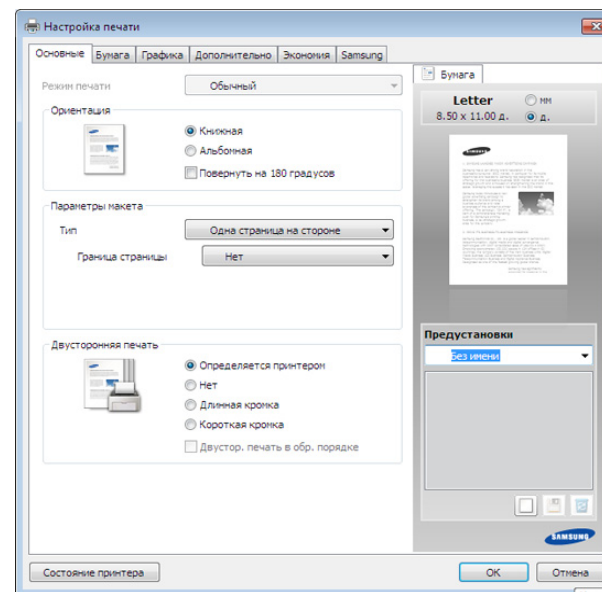 Настройка печати
Основные Бумага Графика Дополнительно Экономия Samsung
Режим печати Обычный
Ориентация
Книжная
Альбомная
Повернуть на 180 градусов
Параметры макета
Тип Одна страница на стороне
Граница страницы Нет
Двусторонняя печать
Определяется принтером
Нет
Длинная кромка
Короткая кромка
Двустор. печать в обр. порядке
Бумага
Letter мм
8.50 x 11.00 д. д.
SAMSUNG
Предустановки
Без имени
SAMSUNG
Состояние принтера OK Отмена